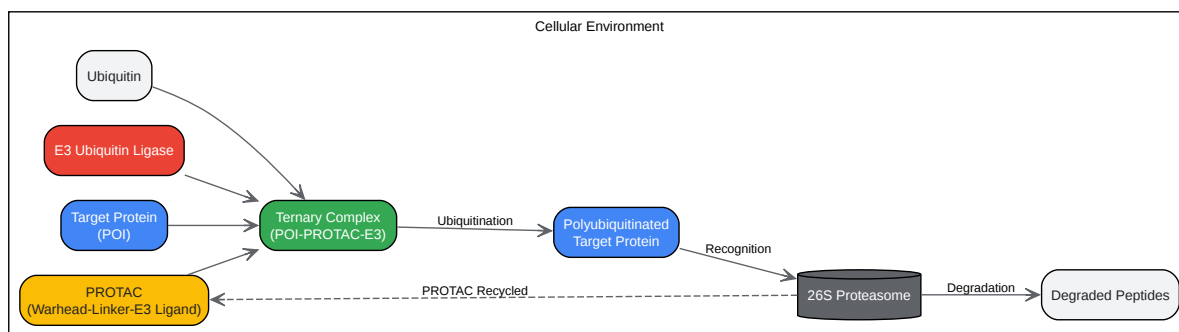 Cellular Environment
Ubiquitin
E3 Ubiquitin Ligase
Target Protein
(POI)
PROTAC
(Warhead-Linker-E3 Ligand)
Ternary Complex
(POI-PROTAC-E3)
Ubiquitination
Polyubiquitinated
Target Protein
Recognition
PROTAC Recycled
26S Proteasome
Degradation
Degraded Peptides